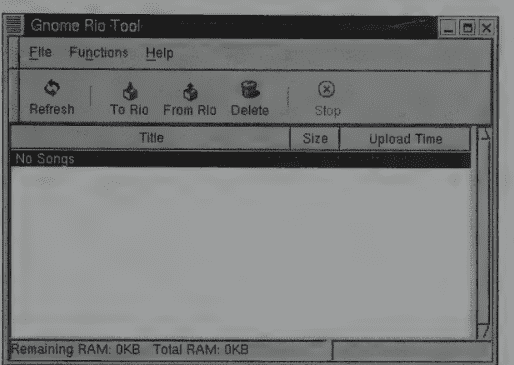 Gnome Rio Tool
File Functions Help
Refresh To Rio From Rio Delete Stop
Title Size Upload Time
No Songs
Remaining RAM: 0KB Total RAM: 0KB